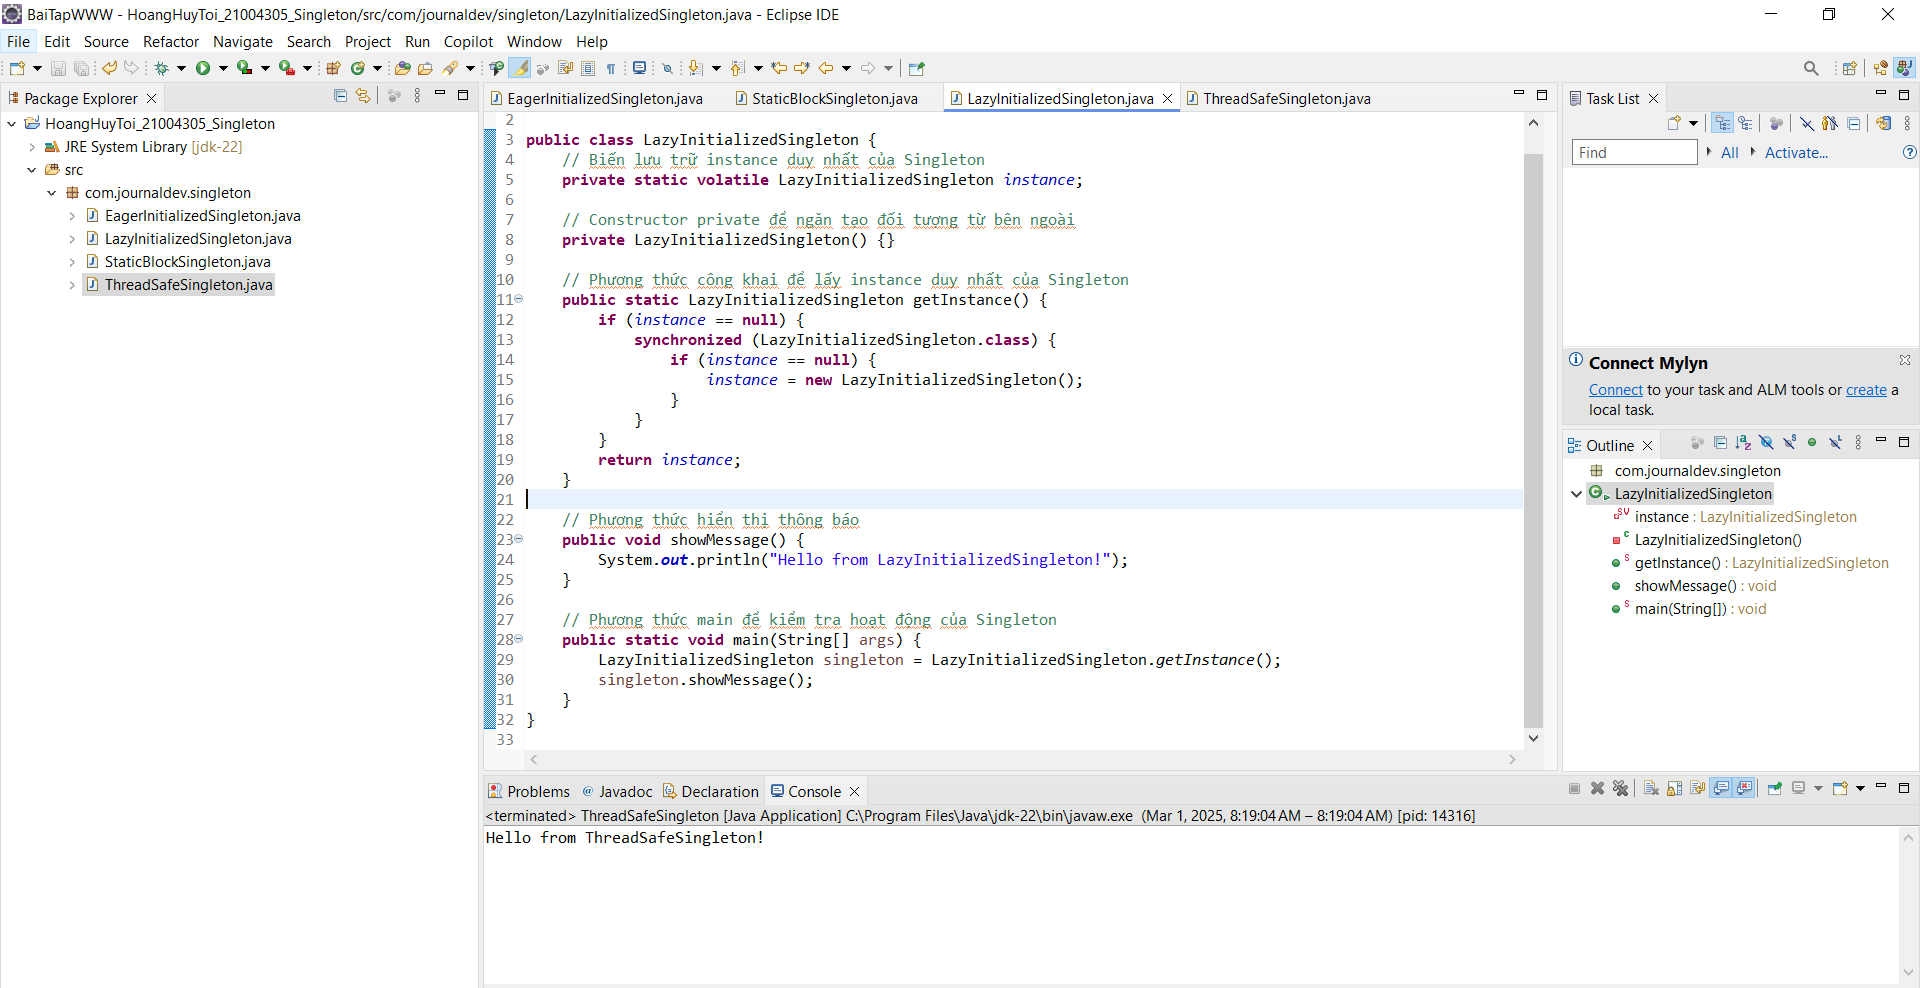 BaiTapWWW - HoangHuyToi_21004305_Singleton/src/com/journaldev/singleton/LazyInitializedSingleton.java - Eclipse IDE
File Edit Source Refactor Navigate Search Project Run Copilot Window Help
Package Explorer
HoangHuyToi_21004305_Singleton
JRE System Library [jdk-22]
src
com.journaldev.singleton
EagerInitializedSingleton.java
LazyInitializedSingleton.java
StaticBlockSingleton.java
ThreadSafeSingleton.java
EagerInitializedSingleton.java StaticBlockSingleton.java LazyInitializedSingleton.java ThreadSafeSingleton.java
2
3 public class LazyInitializedSingleton {
4 // Biến lưu trữ instance duy nhất của Singleton
5 private static volatile LazyInitializedSingleton instance;
6
7 // Constructor private để ngăn tạo đối tượng từ bên ngoài
8 private LazyInitializedSingleton() {}
9
10 // Phương thức công khai để lấy instance duy nhất của Singleton
11 public static LazyInitializedSingleton getInstance() {
12 if (instance == null) {
13 synchronized (LazyInitializedSingleton.class) {
14 if (instance == null) {
15 instance = new LazyInitializedSingleton();
16 }
17 }
18 }
19 return instance;
20 }
21
22 // Phương thức hiển thị thông báo
23 public void showMessage() {
24 System.out.println("Hello from LazyInitializedSingleton!");
25 }
26
27 // Phương thức main để kiểm tra hoạt động của Singleton
28 public static void main(String[] args) {
29 LazyInitializedSingleton singleton = LazyInitializedSingleton.getInstance();
30 singleton.showMessage();
31 }
32 }
33
Problems Javadoc Declaration Console
<terminated> ThreadSafeSingleton [Java Application] C:\Program Files\Java\jdk-22\bin\javaw.exe (Mar 1, 2025, 8:19:04 AM – 8:19:04 AM) [pid: 14316]
Hello from ThreadSafeSingleton!
Task List
Find All Activate...
Connect Mylyn
Connect to your task and ALM tools or create a
local task.
Outline
com.journaldev.singleton
LazyInitializedSingleton
instance : LazyInitializedSingleton
LazyInitializedSingleton()
getInstance() : LazyInitializedSingleton
showMessage() : void
main(String[]) : void